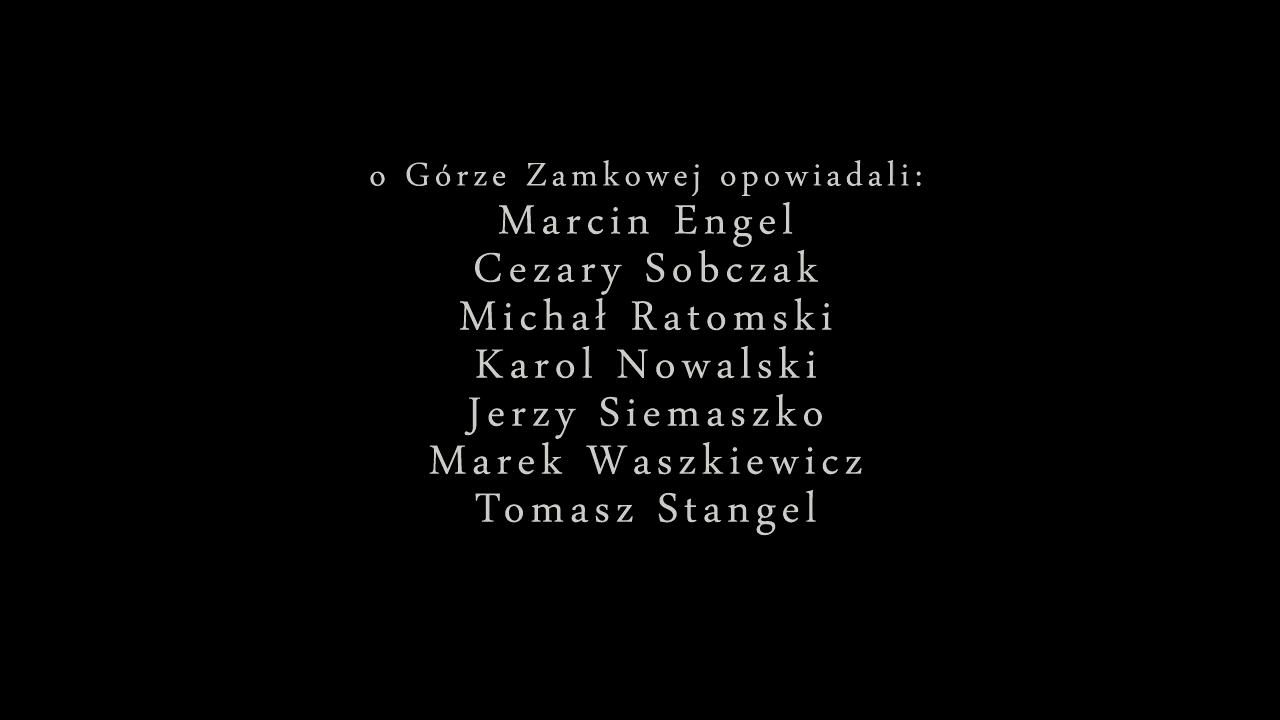 o Górze Zamkowej opowiadali:
Marcin Engel
Cezary Sobczak
Michał Ratomski
Karol Nowalski
Jerzy Siemaszko
Marek Waszkiewicz
Tomasz Stangel